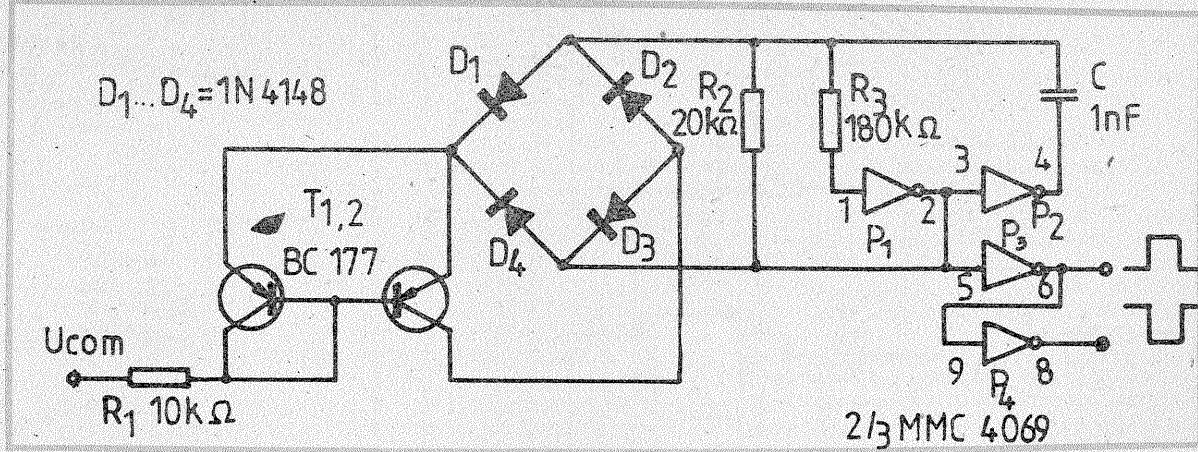 D1...D4=1N4148
D1
D2
R2
20kΩ
R3
180kΩ
C
1nF
T1,2
BC 177
D4
D3
1
2
P1
3
4
P2
P3
5
6
Ucom
R1 10kΩ
9
8
P4
2/3 MMC 4069